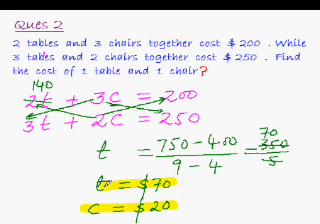 Ques 2
2 tables and 3 chairs together cost $ 200 . While
3 tables and 2 chairs together cost $ 250 . Find
the cost of 1 table and 1 chair?
140
2t + 3c = 200
3t + 2c = 250
t = 750 - 400 / 9 - 4 = 350 / 5 70
t = $70
c = $20